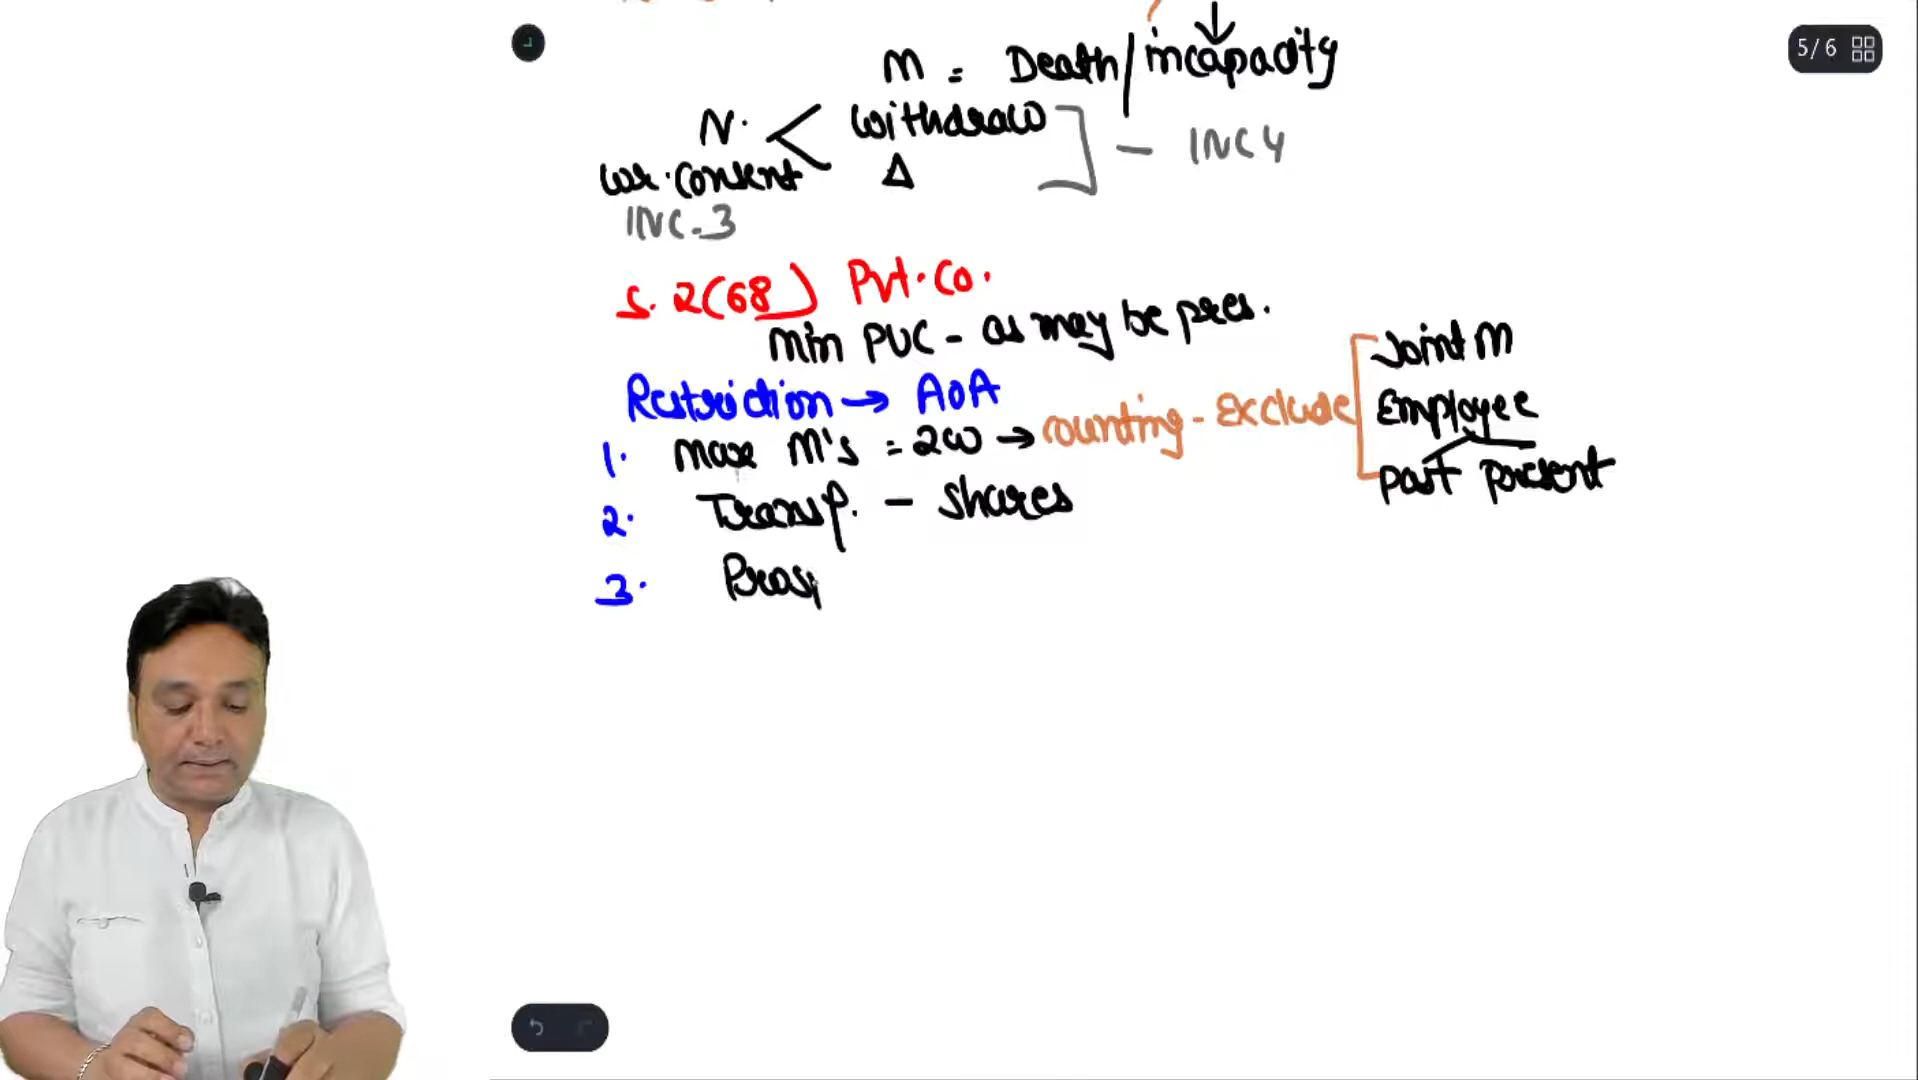 5/6
M = Death/incapacity
N. < withdraw
wr. consent Δ
— INC 4
INC-3
S. 2(68) Pvt. Co.
Min PUC - as may be pres.
Restriction → AOA
1. Max M's = 200 → counting - Exclude
Joint M
Employee
past present
2. Transf. - Shares
3. Prosp